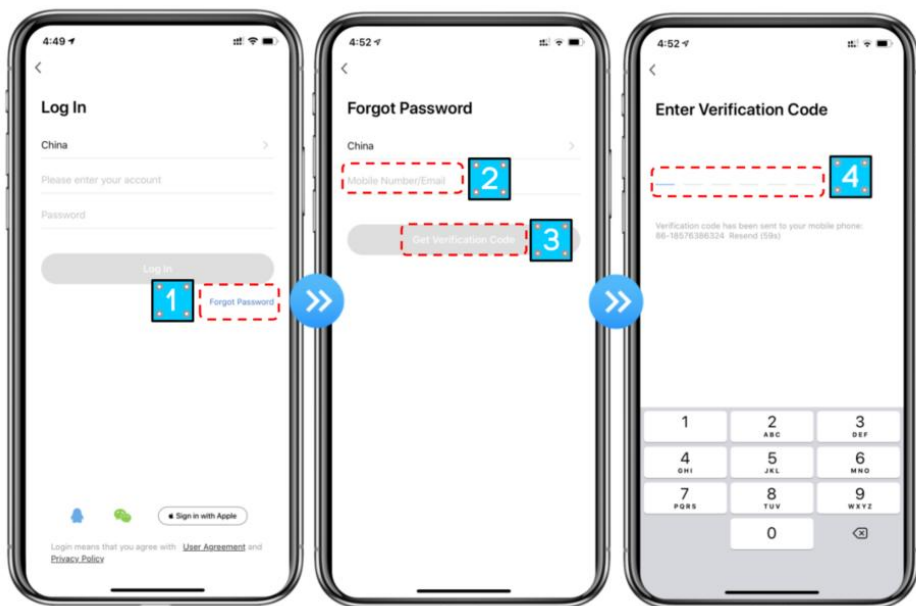 4:49
Log In
China
Please enter your account
Password
Log in
1
Forgot Password
Sign in with Apple
Login means that you agree with User Agreement and
Privacy Policy
4:52
Forgot Password
China
Mobile Number/Email
2
Get Verification Code
3
4:52
Enter Verification Code
4
Verification code has been sent to your mobile phone:
86-18576386324 Resend (59s)
1
2
ABC
3
DEF
4
GHI
5
JKL
6
MNO
7
PQRS
8
TUV
9
WXYZ
0